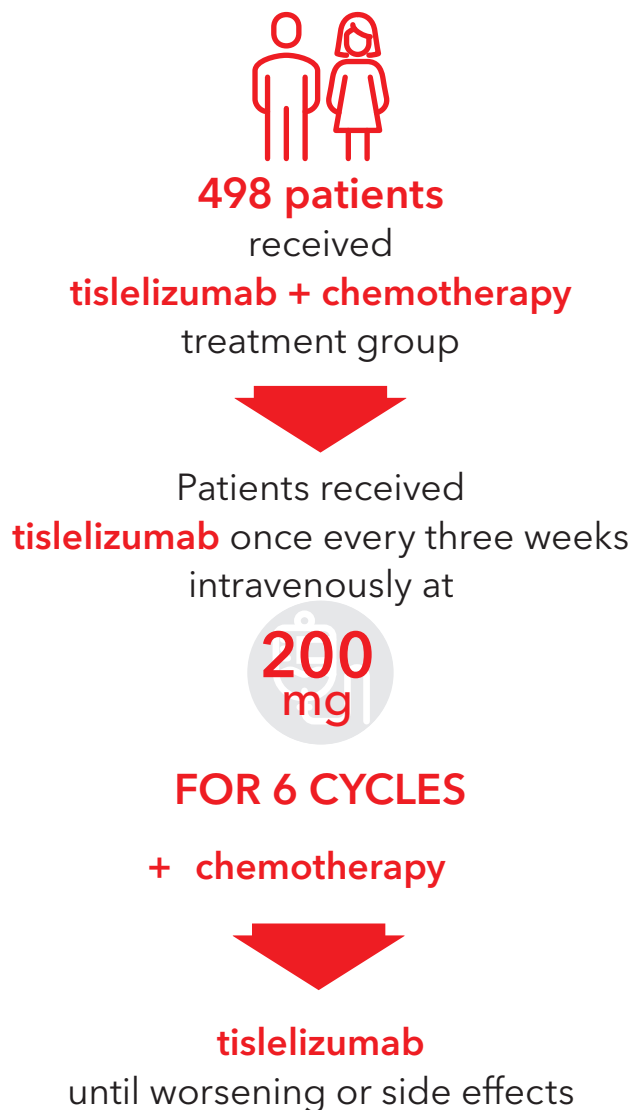 498 patients
received
tislelizumab + chemotherapy
treatment group
Patients received
tislelizumab once every three weeks
intravenously at
200
mg
FOR 6 CYCLES
+ chemotherapy
tislelizumab
until worsening or side effects